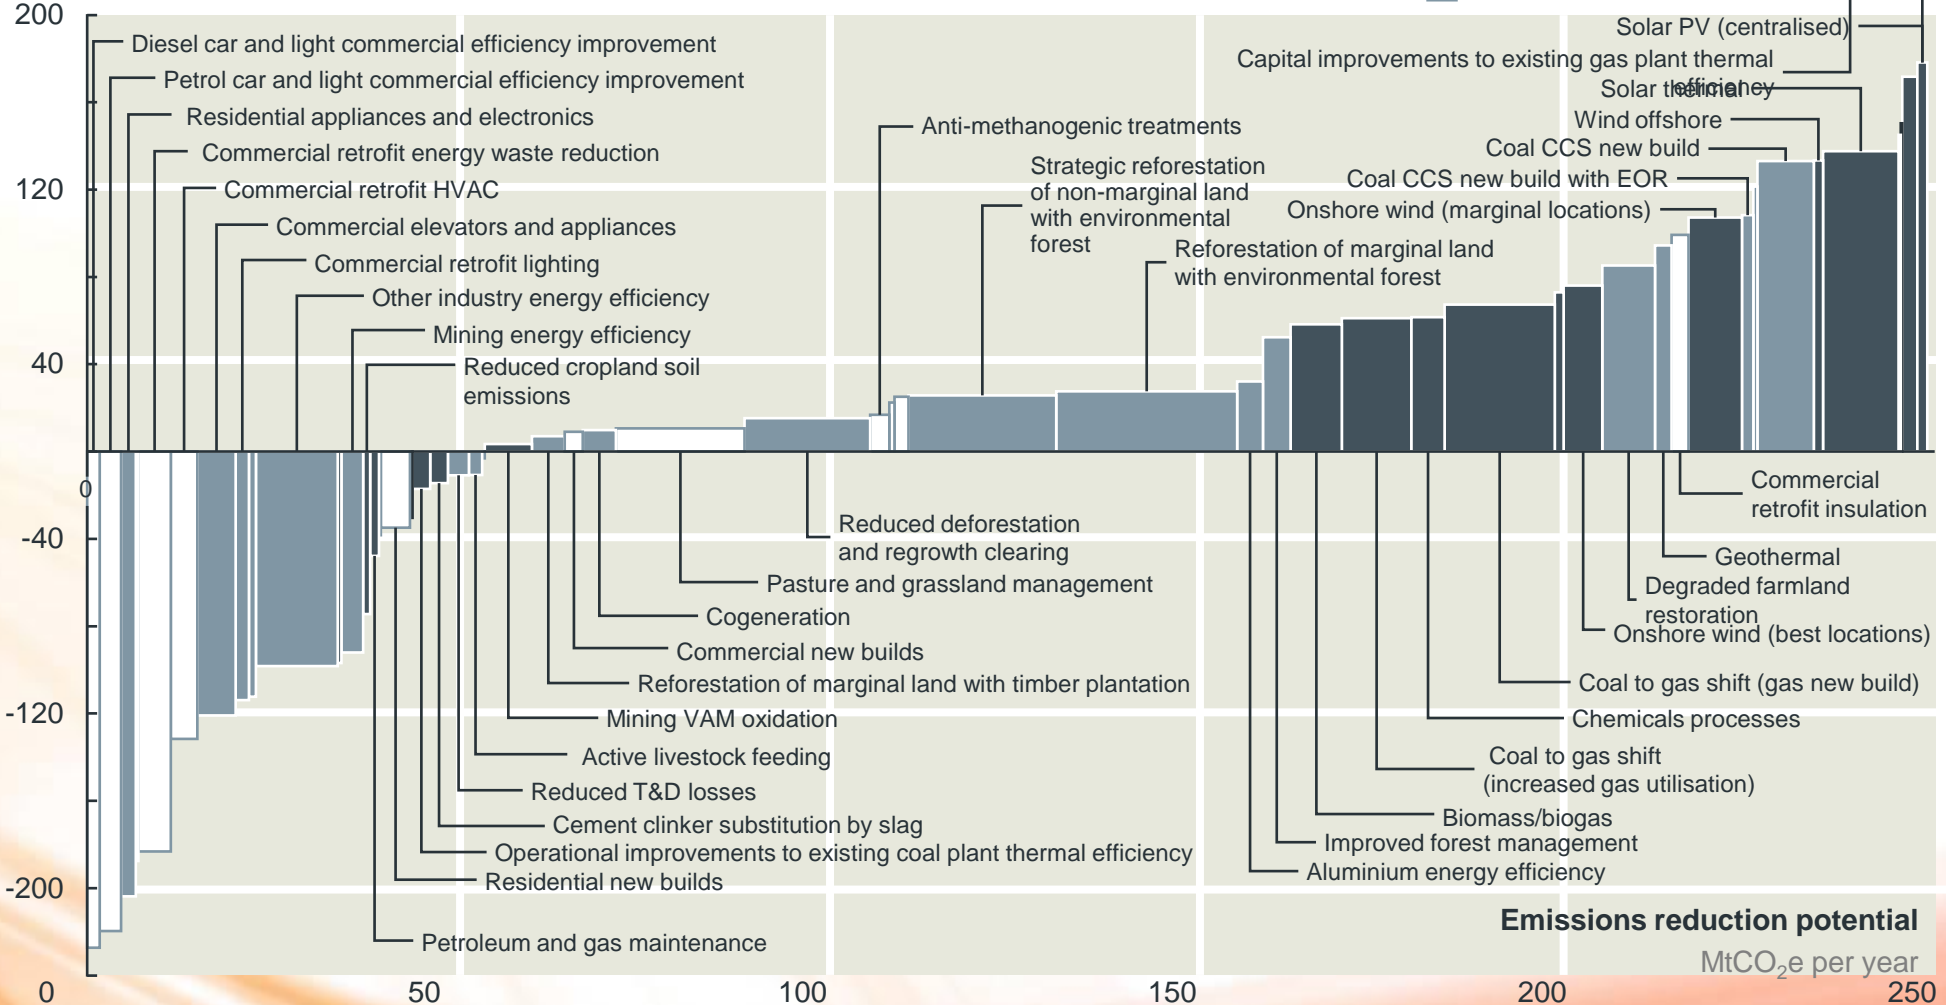 200
120
40
0
-40
-120
-200
Diesel car and light commercial efficiency improvement
Petrol car and light commercial efficiency improvement
Residential appliances and electronics
Commercial retrofit energy waste reduction
Commercial retrofit HVAC
Commercial elevators and appliances
Commercial retrofit lighting
Other industry energy efficiency
Mining energy efficiency
Reduced cropland soil
emissions
Anti-methanogenic treatments
Strategic reforestation
of non-marginal land
with environmental
forest
Reforestation of marginal land
with environmental forest
Solar PV (centralised)
Capital improvements to existing gas plant thermal
efficiency
Solar thermal
Wind offshore
Coal CCS new build
Coal CCS new build with EOR
Onshore wind (marginal locations)
Reduced deforestation
and regrowth clearing
Pasture and grassland management
Cogeneration
Commercial new builds
Reforestation of marginal land with timber plantation
Mining VAM oxidation
Active livestock feeding
Reduced T&D losses
Cement clinker substitution by slag
Operational improvements to existing coal plant thermal efficiency
Residential new builds
Petroleum and gas maintenance
Commercial
retrofit insulation
Geothermal
Degraded farmland
restoration
Onshore wind (best locations)
Coal to gas shift (gas new build)
Chemicals processes
Coal to gas shift
(increased gas utilisation)
Biomass/biogas
Improved forest management
Aluminium energy efficiency
Emissions reduction potential
MtCO₂e per year
0 50 100 150 200 250